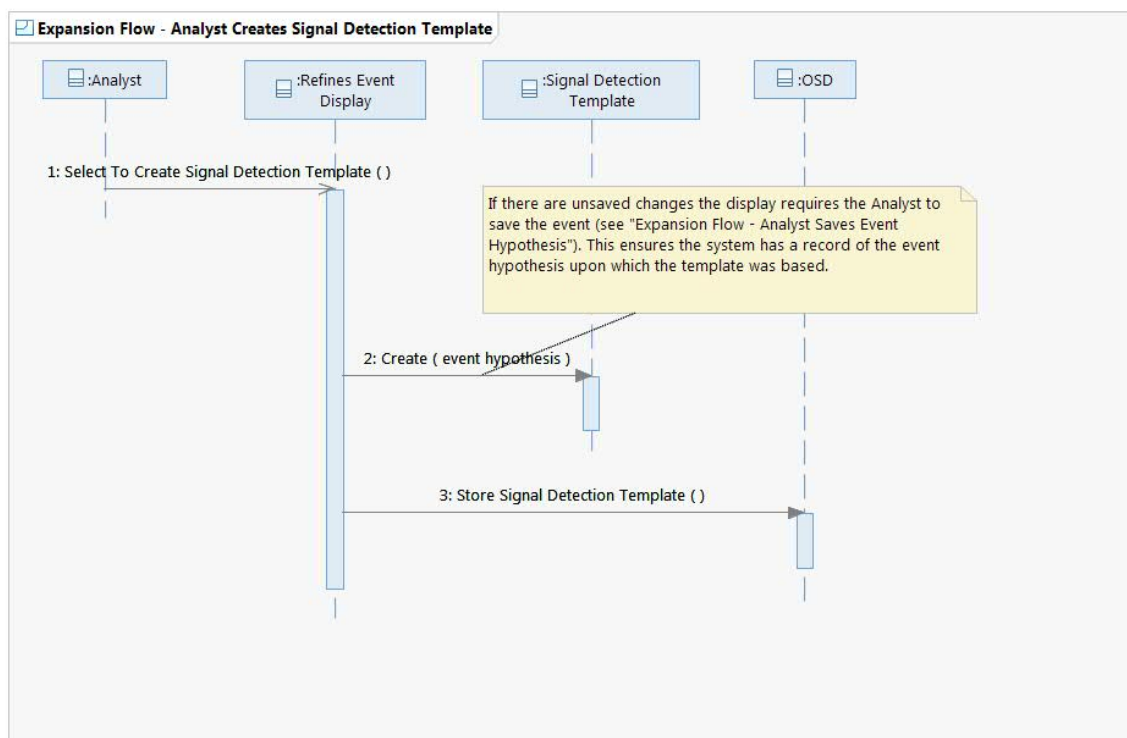 Expansion Flow - Analyst Creates Signal Detection Template
:Analyst
:Refines Event
Display
:Signal Detection
Template
:OSD
1: Select To Create Signal Detection Template ( )
If there are unsaved changes the display requires the Analyst to
save the event (see "Expansion Flow - Analyst Saves Event
Hypothesis"). This ensures the system has a record of the event
hypothesis upon which the template was based.
2: Create ( event hypothesis )
3: Store Signal Detection Template ( )